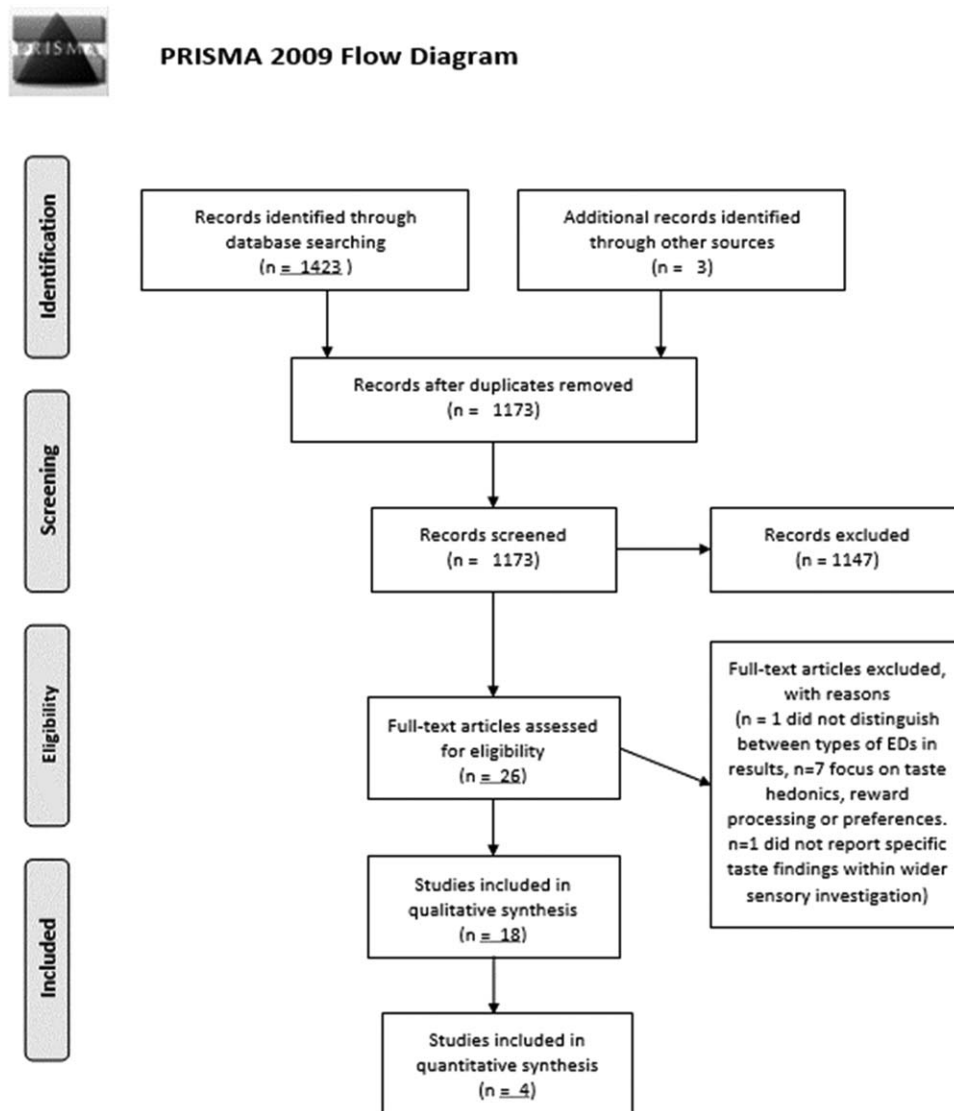 PRISMA
PRISMA 2009 Flow Diagram
Identification
Records identified through
database searching
(n = 1423 )
Additional records identified
through other sources
(n = 3)
Records after duplicates removed
(n = 1173)
Screening
Records screened
(n = 1173)
Records excluded
(n = 1147)
Eligibility
Full-text articles assessed
for eligibility
(n = 26)
Full-text articles excluded,
with reasons
(n = 1 did not distinguish
between types of EDs in
results, n=7 focus on taste
hedonics, reward
processing or preferences.
n=1 did not report specific
taste findings within wider
sensory investigation)
Included
Studies included in
qualitative synthesis
(n = 18)
Studies included in
quantitative synthesis
(n = 4)